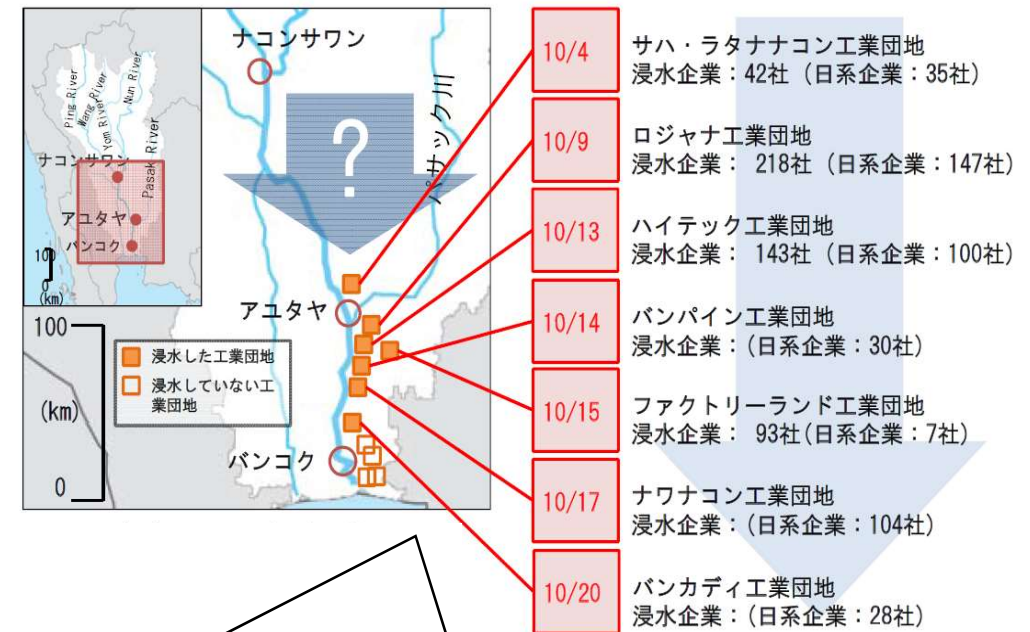 Ping River
Wang River
Yom River
Nun River
Pasak River
ナコンサワン
アユタヤ
バンコク
100
0
(km)
ナコンサワン
パサック川
?
アユタヤ
バンコク
100
(km)
0
浸水した工業団地
浸水していない工
業団地
10/4
サハ・ラタナナコン工業団地
浸水企業：42社 (日系企業：35社)
10/9
ロジャナ工業団地
浸水企業： 218社 (日系企業：147社)
10/13
ハイテック工業団地
浸水企業： 143社 (日系企業：100社)
10/14
バンパイン工業団地
浸水企業：(日系企業：30社)
10/15
ファクトリーランド工業団地
浸水企業： 93社(日系企業：7社)
10/17
ナワナコン工業団地
浸水企業：(日系企業：104社)
10/20
バンカディ工業団地
浸水企業：(日系企業：28社)